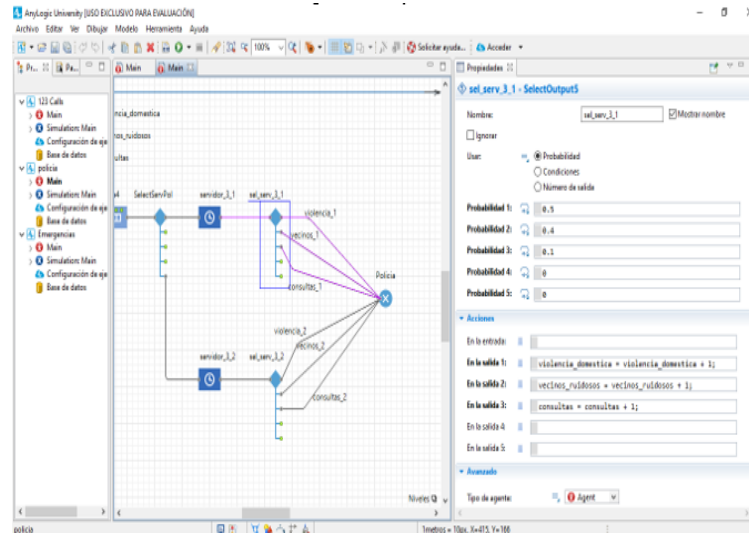 AnyLogic University [USO EXCLUSIVO PARA EVALUACIÓN]
Archivo Editar Ver Dibujar Modelo Herramienta Ayuda
100%
Solicitar ayuda...
Acceder
Pr...
Pa...
Main
Main
Propiedades
123 Calls
Main
Simulation: Main
Configuración de eje
Base de datos
policia
Main
Simulation: Main
Configuración de eje
Base de datos
Emergencias
Main
Simulation: Main
Configuración de eje
Base de datos
ncia_domestica
nos_ruidosos
ultas
SelectServPol
servidor_3_1
sel_serv_3_1
violencia_1
vecinos_1
consultas_1
Policia
violencia_2
vecinos_2
servidor_3_2
sel_serv_3_2
consultas_2
Niveles
sel_serv_3_1 - SelectOutput5
Nombre: sel_serv_3_1 Mostrar nombre
Ignorar
Usar: Probabilidad
Condiciones
Número de salida
Probabilidad 1: 0.5
Probabilidad 2: 0.4
Probabilidad 3: 0.1
Probabilidad 4: 0
Probabilidad 5: 0
Acciones
En la entrada:
En la salida 1: violencia_domestica = violencia_domestica + 1;
En la salida 2: vecinos_ruidosos = vecinos_ruidosos + 1;
En la salida 3: consultas = consultas + 1;
En la salida 4:
En la salida 5:
Avanzado
Tipo de agente: Agent
policia
1metros = 10px, X=415, Y=166